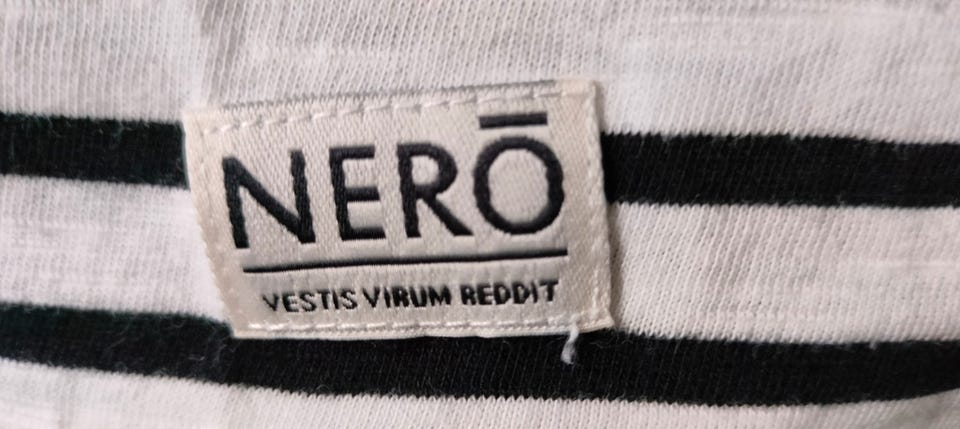 NERŌ
VESTIS VIRUM REDDIT